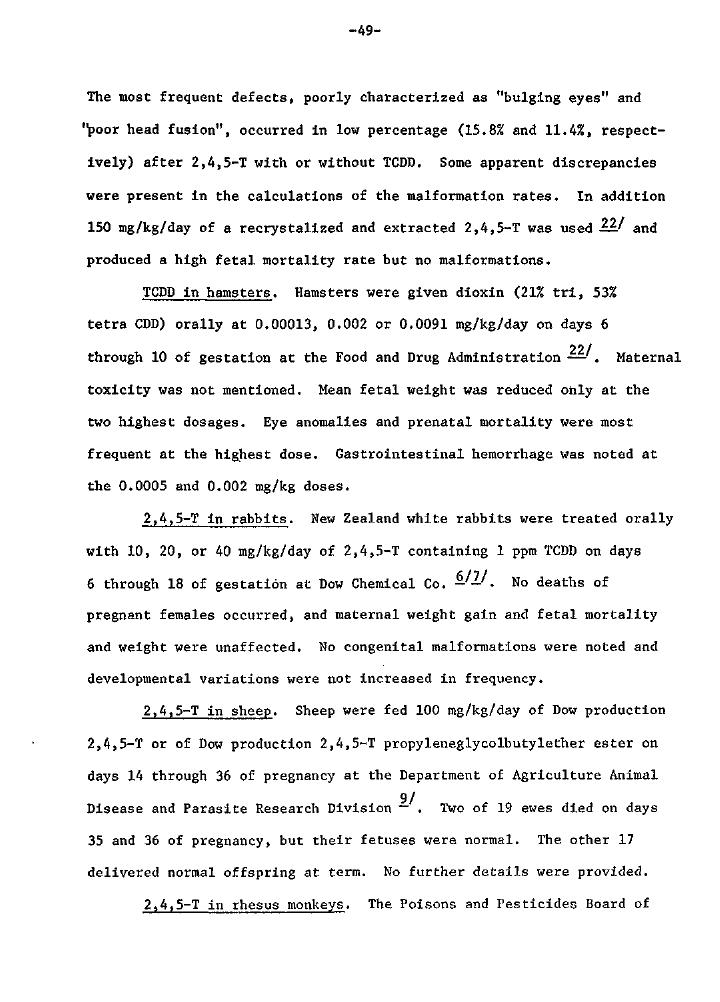 -49-
The most frequent defects, poorly characterized as "bulging eyes" and
"poor head fusion", occurred in low percentage (15.8% and 11.4%, respect-
ively) after 2,4,5-T with or without TCDD. Some apparent discrepancies
were present in the calculations of the malformation rates. In addition
150 mg/kg/day of a recrystalized and extracted 2,4,5-T was used 22/ and
produced a high fetal mortality rate but no malformations.
TCDD in hamsters. Hamsters were given dioxin (21% tri, 53%
tetra CDD) orally at 0.00013, 0.002 or 0.0091 mg/kg/day on days 6
through 10 of gestation at the Food and Drug Administration 22/. Maternal
toxicity was not mentioned. Mean fetal weight was reduced only at the
two highest dosages. Eye anomalies and prenatal mortality were most
frequent at the highest dose. Gastrointestinal hemorrhage was noted at
the 0.0005 and 0.002 mg/kg doses.
2,4,5-T in rabbits. New Zealand white rabbits were treated orally
with 10, 20, or 40 mg/kg/day of 2,4,5-T containing 1 ppm TCDD on days
6 through 18 of gestation at Dow Chemical Co. 6/7/. No deaths of
pregnant females occurred, and maternal weight gain and fetal mortality
and weight were unaffected. No congenital malformations were noted and
developmental variations were not increased in frequency.
2,4,5-T in sheep. Sheep were fed 100 mg/kg/day of Dow production
2,4,5-T or of Dow production 2,4,5-T propyleneglycolbutylether ester on
days 14 through 36 of pregnancy at the Department of Agriculture Animal
Disease and Parasite Research Division 9/. Two of 19 ewes died on days
35 and 36 of pregnancy, but their fetuses were normal. The other 17
delivered normal offspring at term. No further details were provided.
2,4,5-T in rhesus monkeys. The Poisons and Pesticides Board of